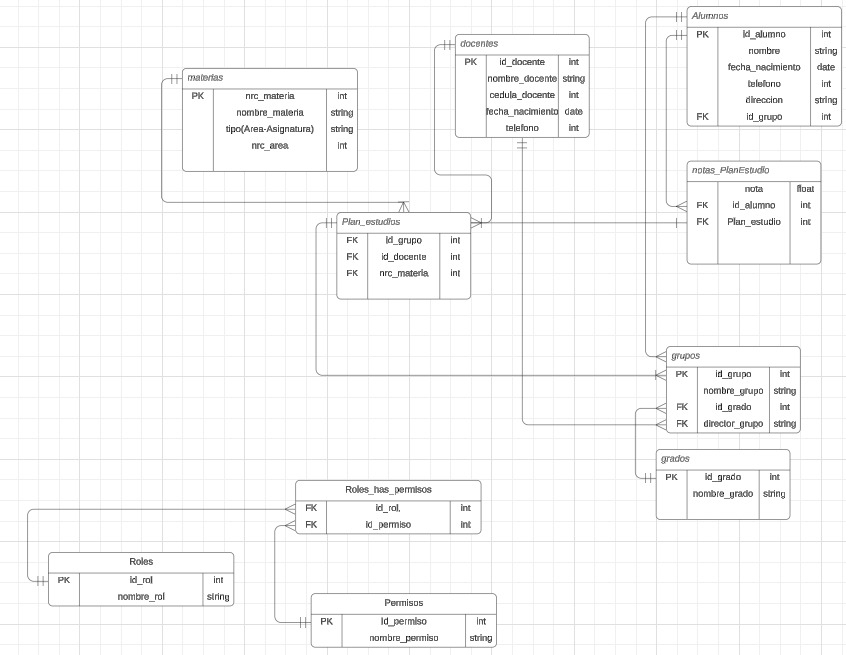 Alumnos
PK id_alumno int
nombre string
fecha_nacimiento date
telefono int
direccion string
FK id_grupo int
docentes
PK id_docente int
nombre_docente string
cedula_docente int
fecha_nacimiento date
telefono int
materias
PK nrc_materia int
nombre_materia string
tipo(Area-Asignatura) string
nrc_area int
notas_PlanEstudio
nota float
FK id_alumno int
FK Plan_estudio int
Plan_estudios
FK id_grupo int
FK id_docente int
FK nrc_materia int
grupos
PK id_grupo int
nombre_grupo string
FK id_grado int
FK director_grupo string
grados
PK id_grado int
nombre_grado string
Roles_has_permisos
FK id_rol, int
FK id_permiso int
Roles
PK id_rol int
nombre_rol string
Permisos
PK id_permiso int
nombre_permiso string